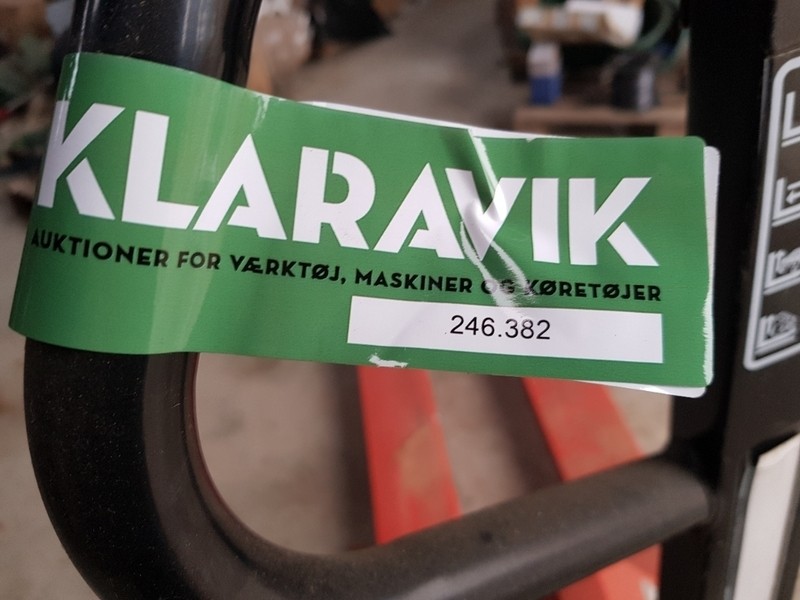 KLARAVIK
AUKTIONER FOR VÆRKTØJ, MASKINER OG KØRETØJER
246.382